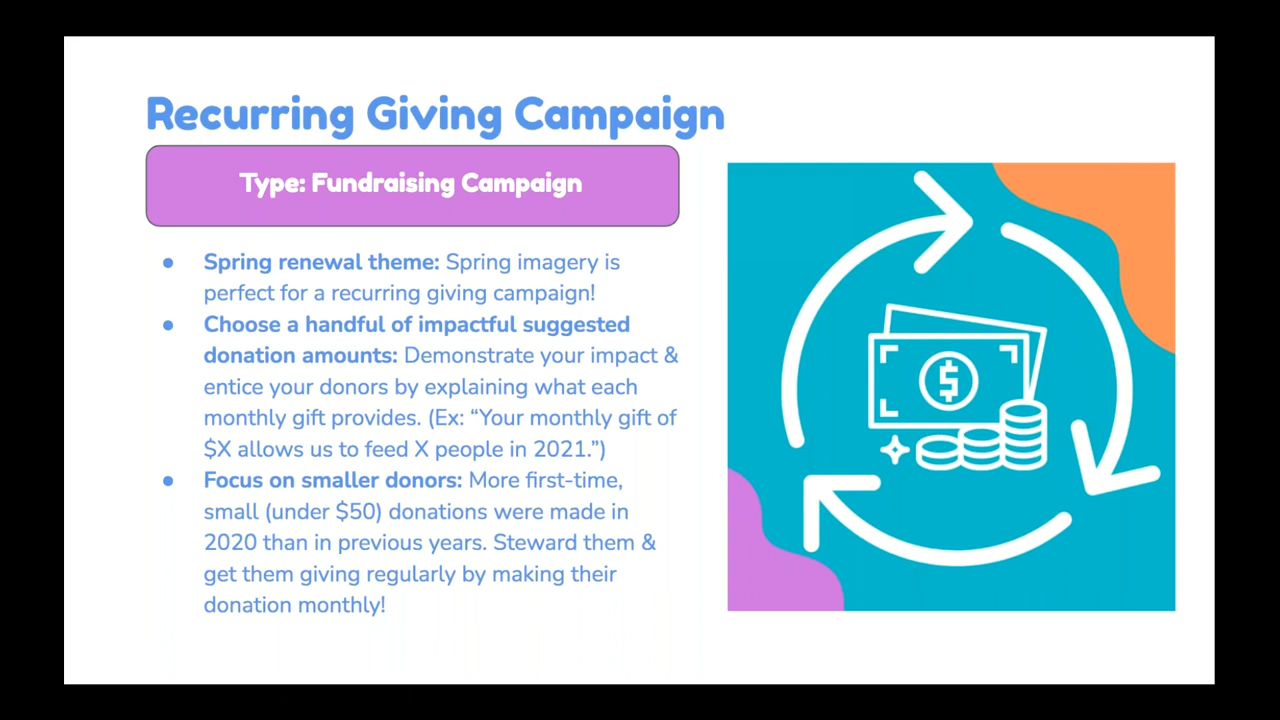 Recurring Giving Campaign
Type: Fundraising Campaign
● Spring renewal theme: Spring imagery is
perfect for a recurring giving campaign!
● Choose a handful of impactful suggested
donation amounts: Demonstrate your impact &
entice your donors by explaining what each
monthly gift provides. (Ex: “Your monthly gift of
$X allows us to feed X people in 2021.”)
● Focus on smaller donors: More first-time,
small (under $50) donations were made in
2020 than in previous years. Steward them &
get them giving regularly by making their
donation monthly!
$